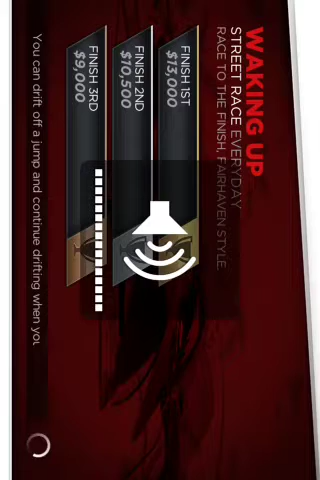 WAKING UP
STREET RACE EVERYDAY
RACE TO THE FINISH, FAIRHAVEN STYLE.
FINISH 1ST
$13,000
FINISH 2ND
$10,500
FINISH 3RD
$9,000
You can drift off a jump and continue drifting when you